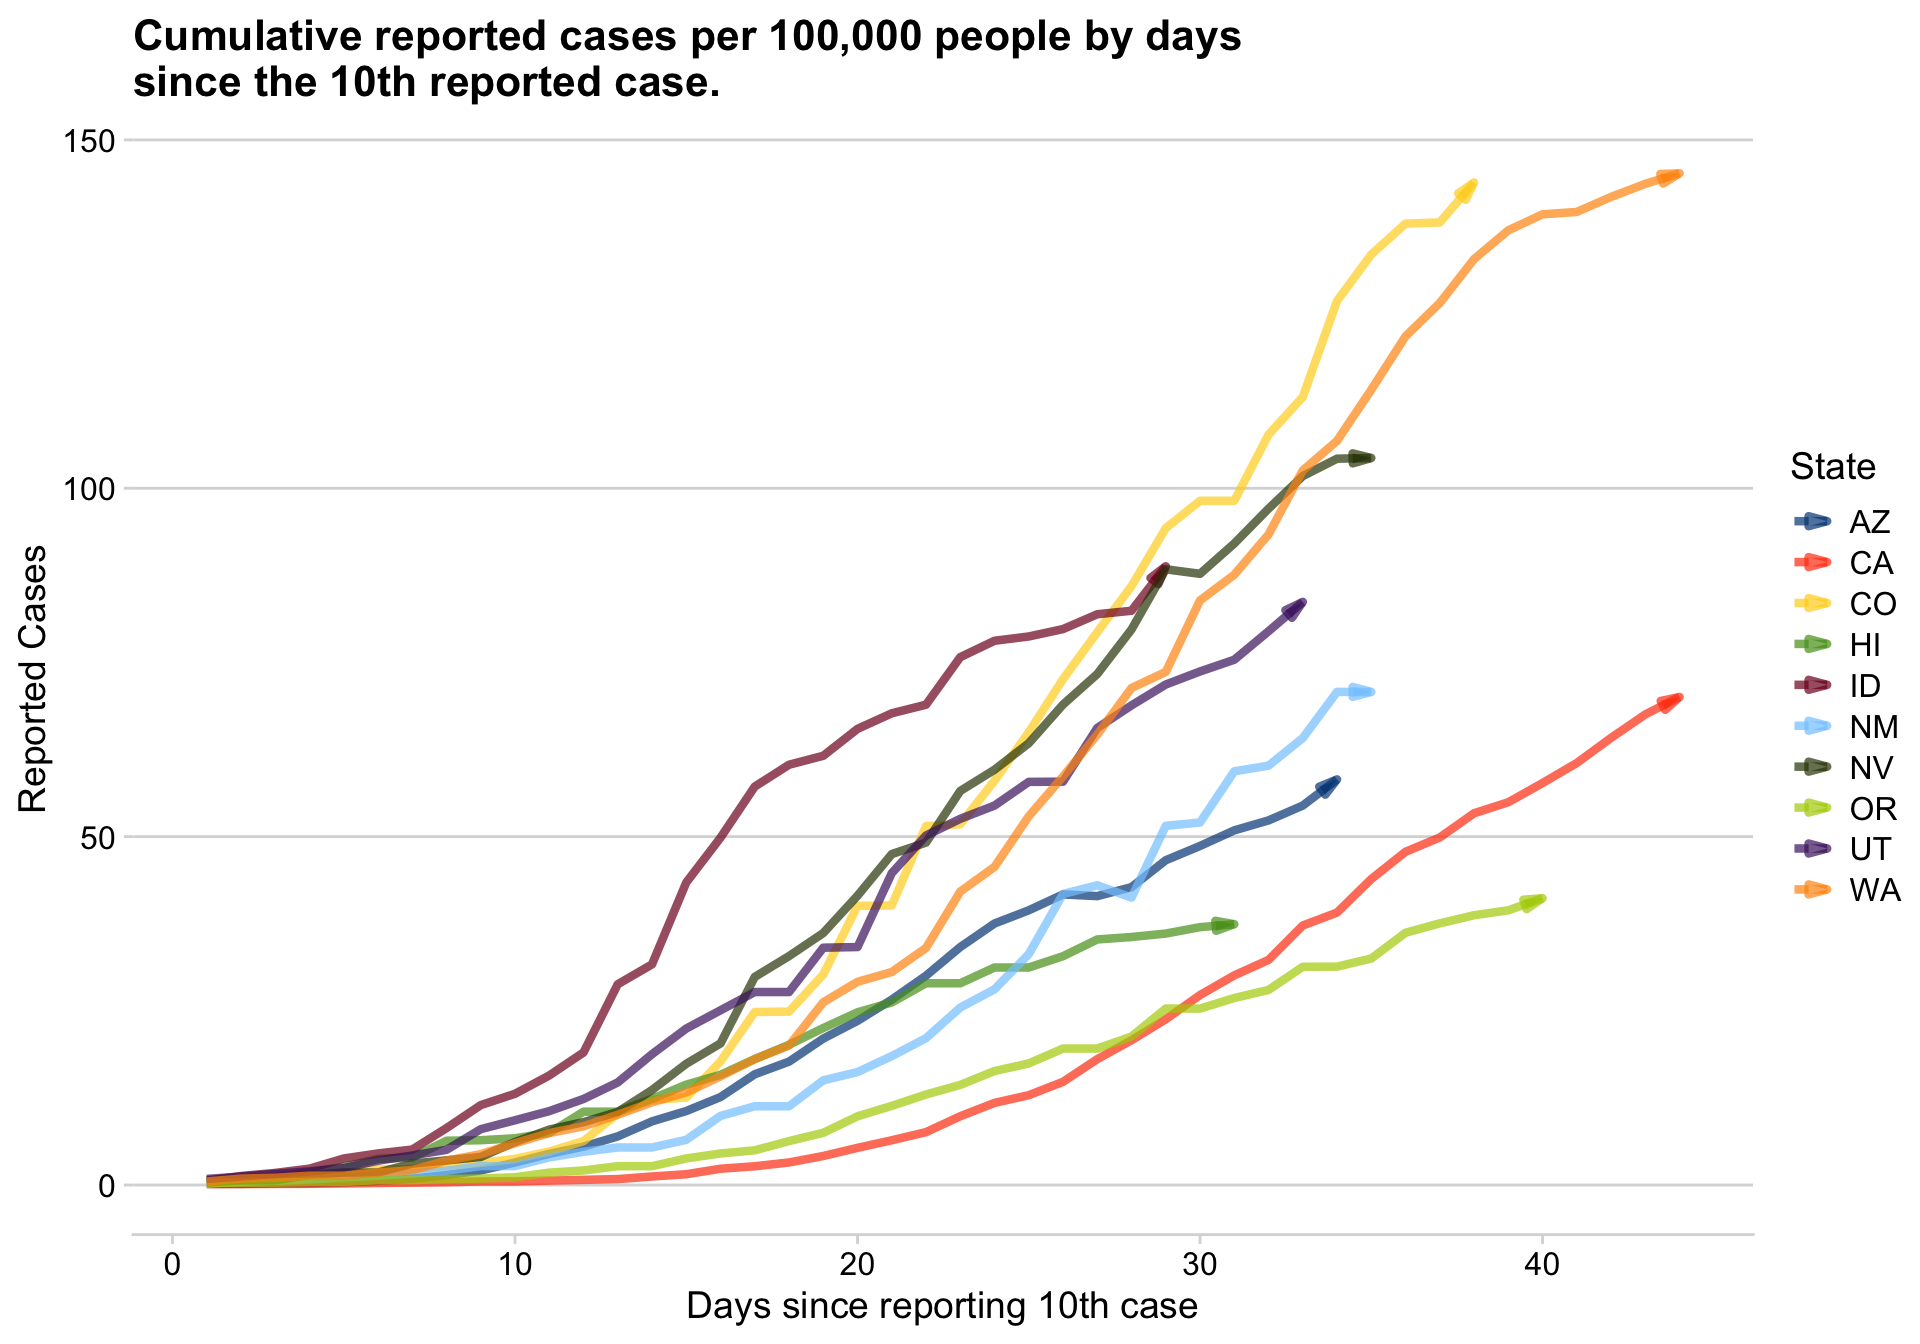 Cumulative reported cases per 100,000 people by days
since the 10th reported case.
150
100
50
0
Reported Cases
0 10 20 30 40
Days since reporting 10th case
State
AZ
CA
CO
HI
ID
NM
NV
OR
UT
WA